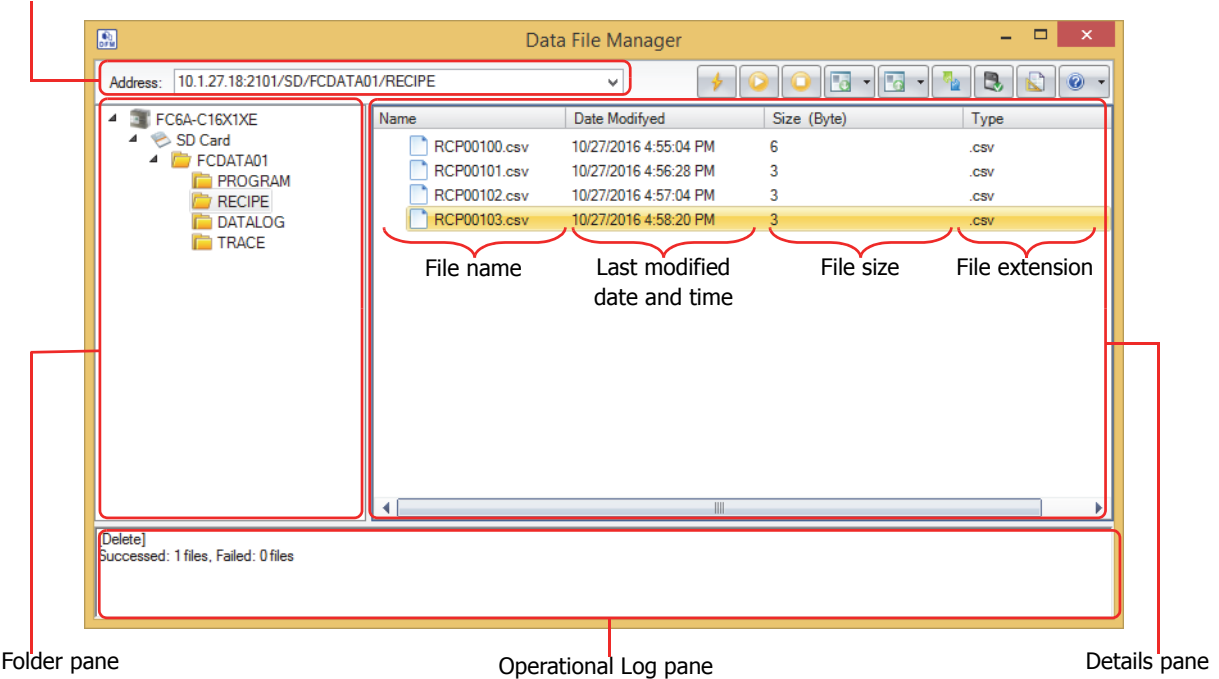 DFM
Data File Manager
Address: 10.1.27.18:2101/SD/FCDATA01/RECIPE
FC6A-C16X1XE
SD Card
FCDATA01
PROGRAM
RECIPE
DATALOG
TRACE
Name Date Modifyed Size (Byte) Type
RCP00100.csv 10/27/2016 4:55:04 PM 6 .csv
RCP00101.csv 10/27/2016 4:56:28 PM 3 .csv
RCP00102.csv 10/27/2016 4:57:04 PM 3 .csv
RCP00103.csv 10/27/2016 4:58:20 PM 3 .csv
File name Last modified File size File extension
date and time
[Delete]
Successed: 1 files, Failed: 0 files
Folder pane Operational Log pane Details pane